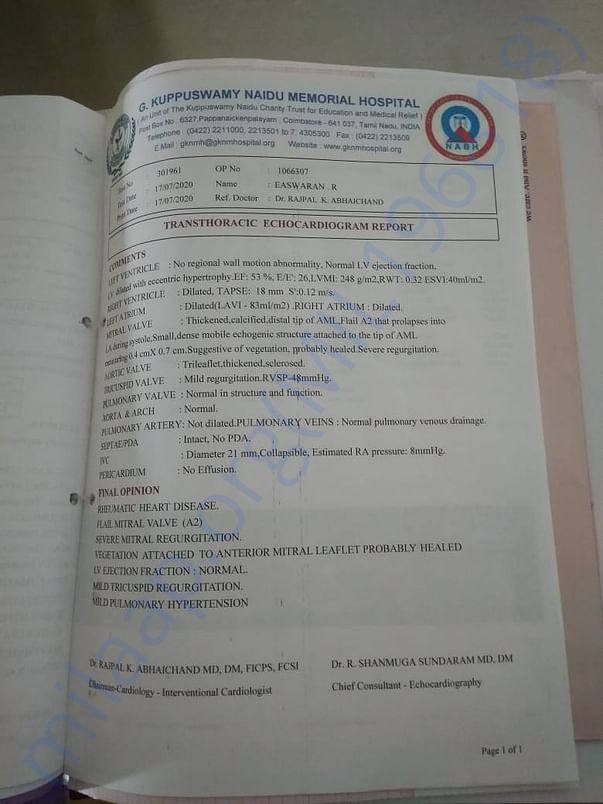 G. KUPPUSWAMY NAIDU MEMORIAL HOSPITAL
( An Unit of The Kuppuswamy Naidu Charity Trust for Education and Medical Relief )
Post Box No : 6327, Pappanaickenpalayam, Coimbatore - 641 037, Tamil Nadu, INDIA
Telephone : (0422) 2211000, 2213501 to 7, 4305300 Fax : (0422) 2213509
E.Mail : gknmh@gknmhospital.org Website : www.gknmhospital.org
NABH
We care. And it shows
Test No : 301961 OP No : 1066307
Test Date : 17/07/2020 Name : EASWARAN . R
Print Date : 17/07/2020 Ref. Doctor : Dr. RAJPAL K. ABHAICHAND
TRANSTHORACIC ECHOCARDIOGRAM REPORT
COMMENTS
LEFT VENTRICLE : No regional wall motion abnormality, Normal LV ejection fraction,
LV dilated with eccentric hypertrophy.EF: 53 %, E/E': 26,LVMI: 248 g/m2,RWT: 0.32 ESVI:40ml/m2.
RIGHT VENTRICLE : Dilated, TAPSE: 18 mm S':0.12 m/s.
LEFT ATRIUM : Dilated(LAVI - 83ml/m2) .RIGHT ATRIUM : Dilated.
MITRAL VALVE : Thickened,calcified,distal tip of AML,Flail A2 that prolapses into
LA during systole,Small,dense mobile echogenic structure attached to the tip of AML
measuring 0.4 cmX 0.7 cm.Suggestive of vegetation, probably healed.Severe regurgitation.
AORTIC VALVE : Trileaflet,thickened,sclerosed.
TRICUSPID VALVE : Mild regurgitation.RVSP-48mmHg.
PULMONARY VALVE : Normal in structure and function.
AORTA & ARCH : Normal.
PULMONARY ARTERY: Not dilated.PULMONARY VEINS : Normal pulmonary venous drainage.
SEPTAE/PDA : Intact, No PDA.
IVC : Diameter 21 mm,Collapsible, Estimated RA pressure: 8mmHg.
PERICARDIUM : No Effusion.
FINAL OPINION
RHEUMATIC HEART DISEASE.
FLAIL MITRAL VALVE (A2)
SEVERE MITRAL REGURGITATION.
VEGETATION ATTACHED TO ANTERIOR MITRAL LEAFLET PROBABLY HEALED
LV EJECTION FRACTION : NORMAL.
MILD TRICUSPID REGURGITATION.
MILD PULMONARY HYPERTENSION
Dr. RAJPAL K. ABHAICHAND MD, DM, FICPS, FCSI Dr. R. SHANMUGA SUNDARAM MD, DM
Chairman-Cardiology - Interventional Cardiologist Chief Consultant - Echocardiography
Page 1 of 1